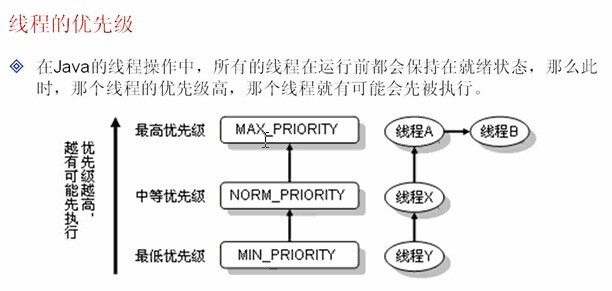 线程的优先级
在Java的线程操作中，所有的线程在运行前都会保持在就绪状态，那么此
时，那个线程的优先级高，那个线程就有可能会先被执行。
优先级越高，
越有可能先执行
最高优先级 MAX_PRIORITY 线程A 线程B
中等优先级 NORM_PRIORITY 线程X
最低优先级 MIN_PRIORITY 线程Y